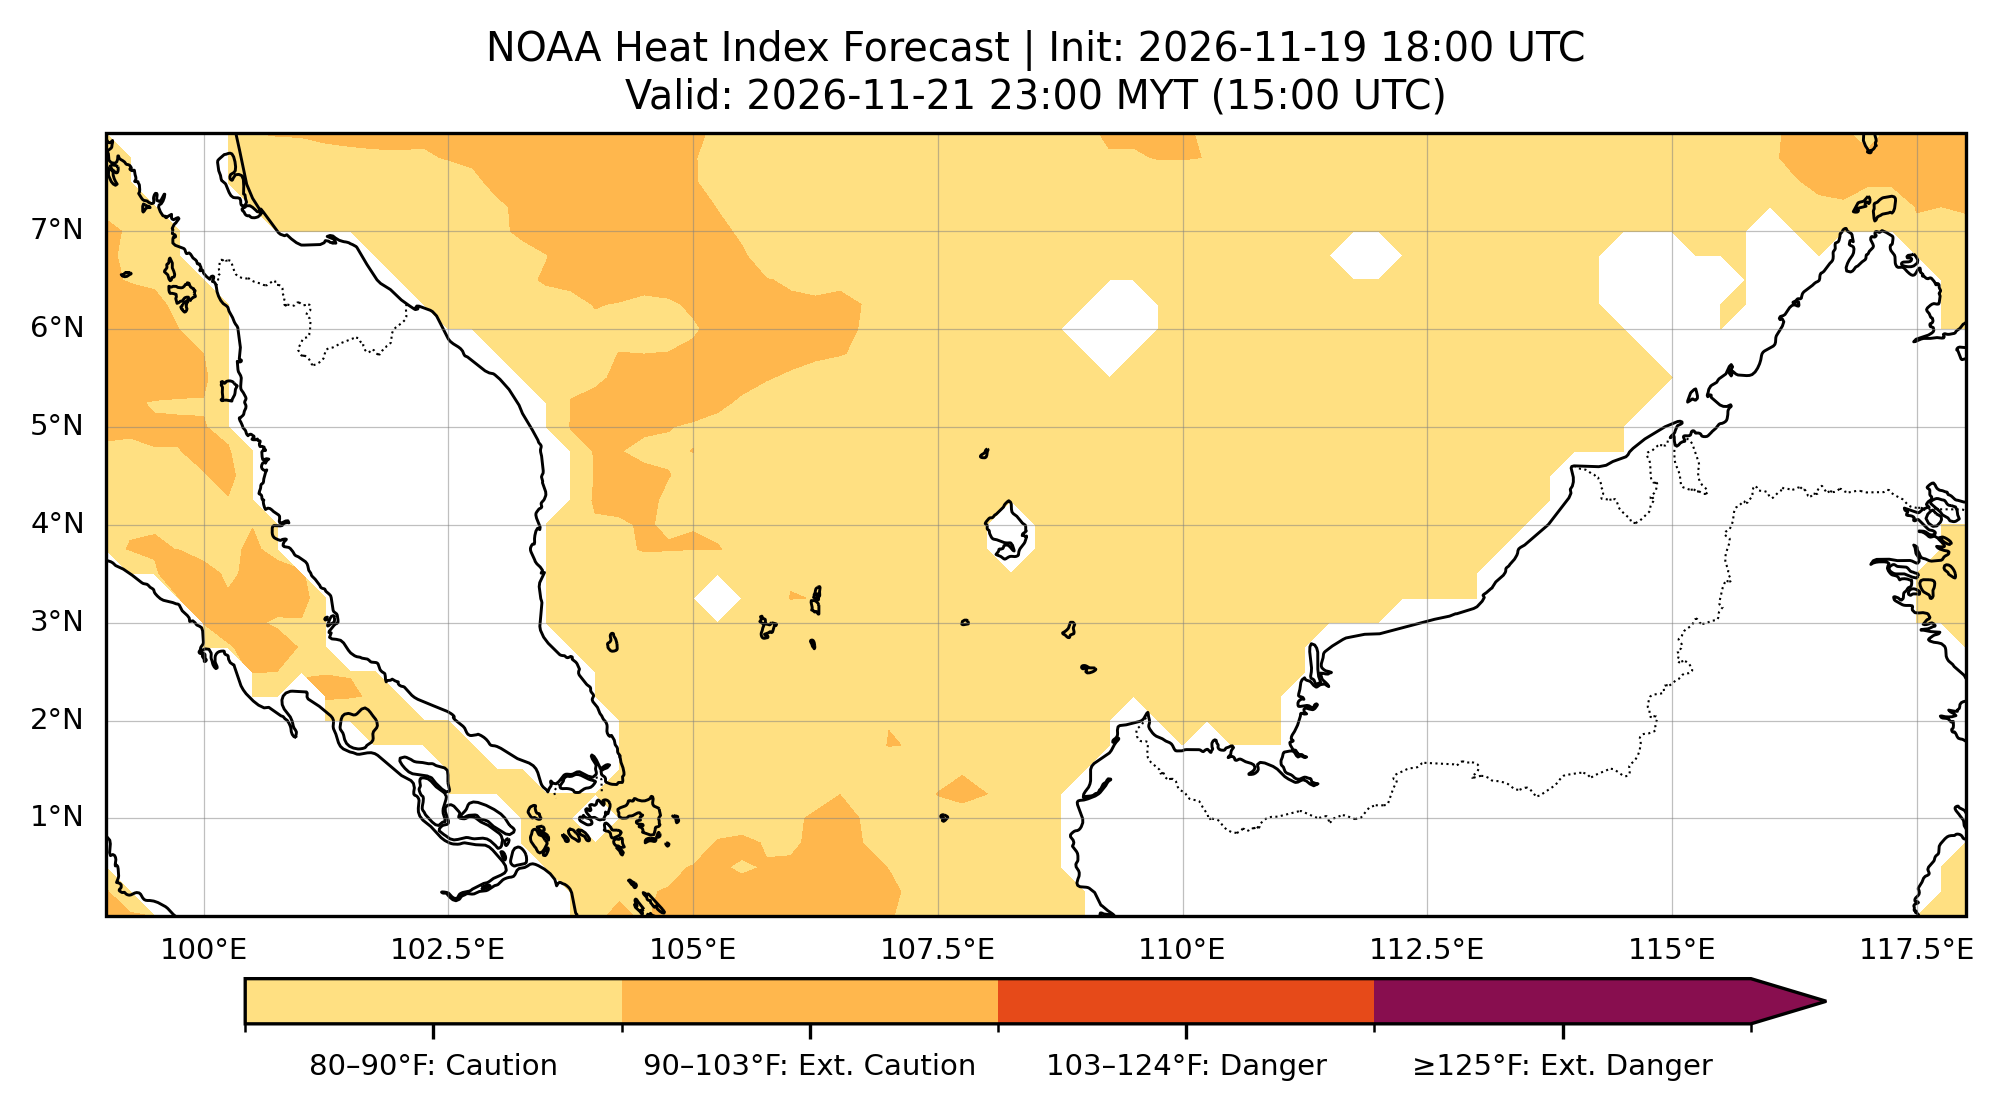 NOAA Heat Index Forecast | Init: 2026-11-19 18:00 UTC
Valid: 2026-11-21 23:00 MYT (15:00 UTC)
7°N
6°N
5°N
4°N
3°N
2°N
1°N
100°E 102.5°E 105°E 107.5°E 110°E 112.5°E 115°E 117.5°E
80–90°F: Caution 90–103°F: Ext. Caution 103–124°F: Danger ≥125°F: Ext. Danger